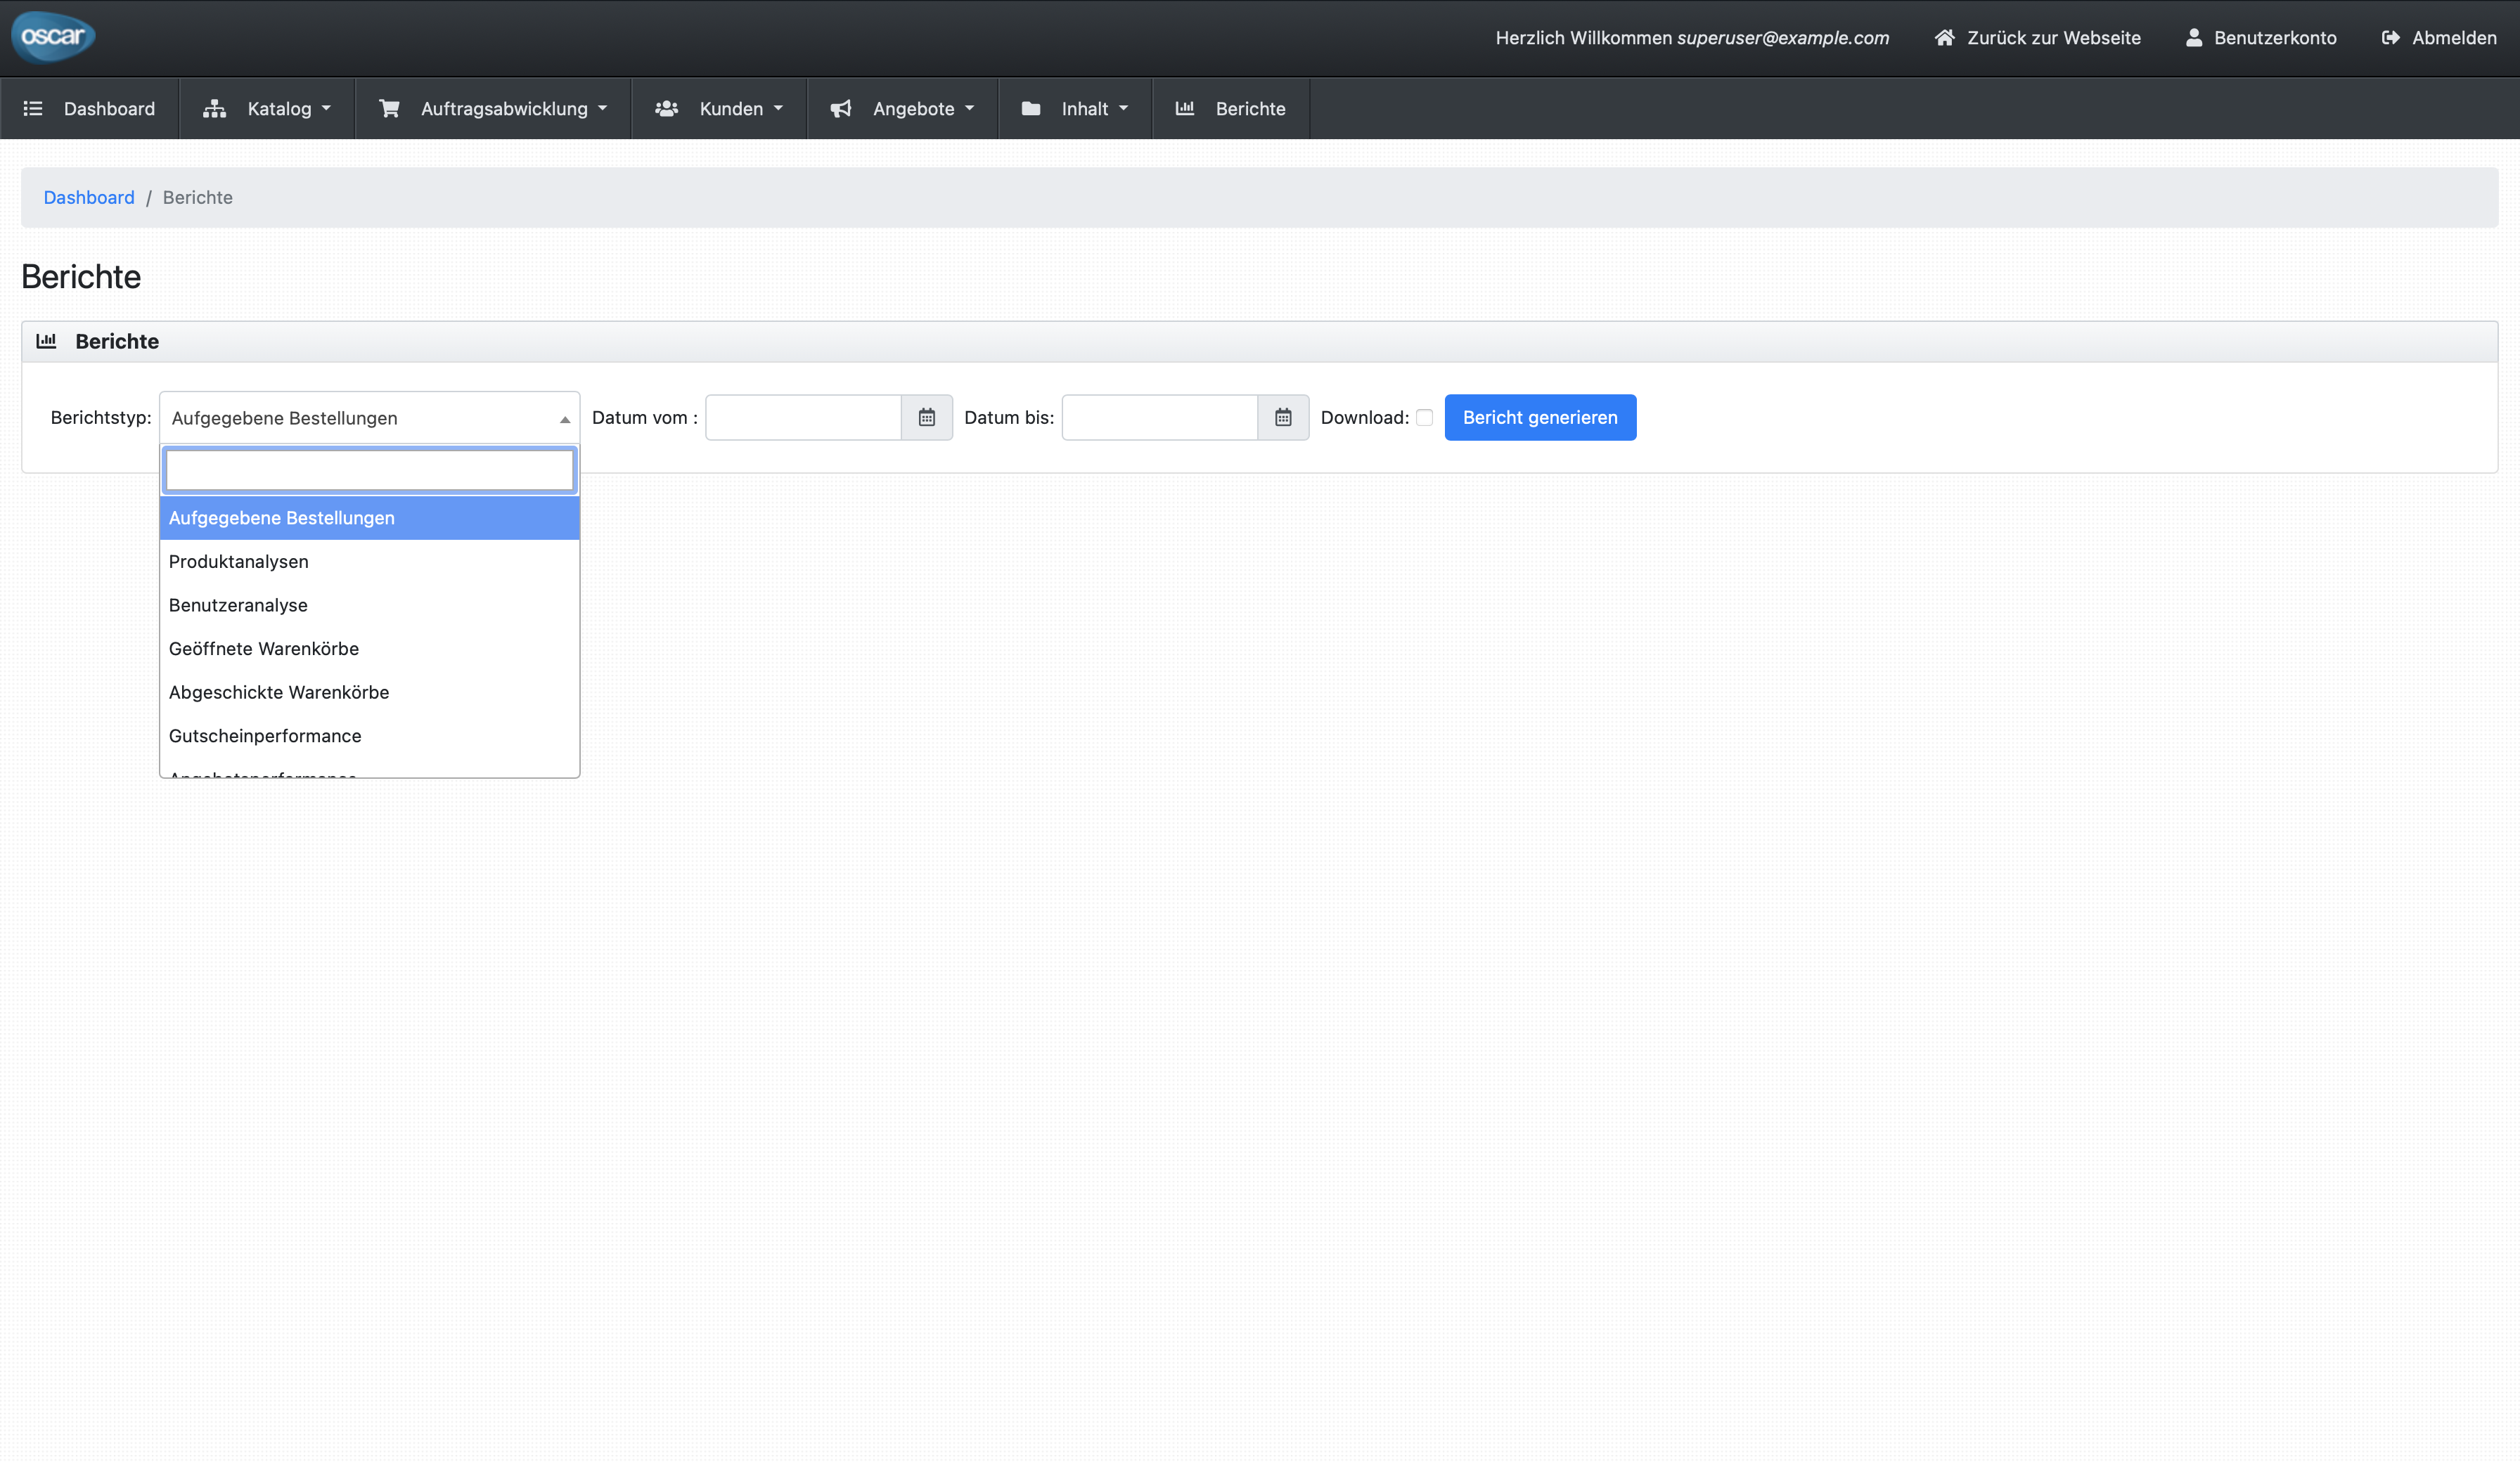 oscar
Herzlich Willkommen superuser@example.com Zurück zur Webseite Benutzerkonto Abmelden
Dashboard Katalog Auftragsabwicklung Kunden Angebote Inhalt Berichte
Dashboard / Berichte
Berichte
Berichte
Berichtstyp: Aufgegebene Bestellungen Datum vom : Datum bis: Download: Bericht generieren
Aufgegebene Bestellungen
Produktanalysen
Benutzeranalyse
Geöffnete Warenkörbe
Abgeschickte Warenkörbe
Gutscheinperformance
Angebotsperformance